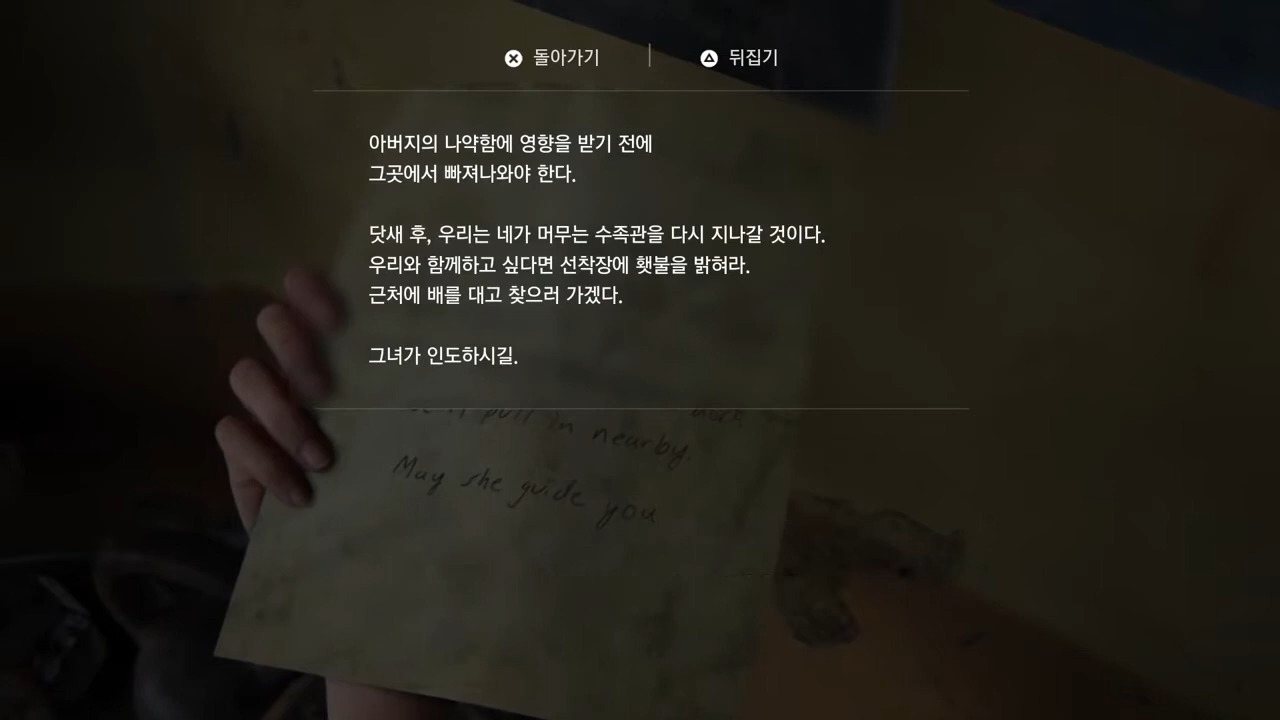 돌아가기 | 뒤집기
아버지의 나약함에 영향을 받기 전에
그곳에서 빠져나와야 한다.
닷새 후, 우리는 네가 머무는 수족관을 다시 지나갈 것이다.
우리와 함께하고 싶다면 선착장에 횃불을 밝혀라.
근처에 배를 대고 찾으러 가겠다.
그녀가 인도하시길.
pull in nearby.
May she guide you